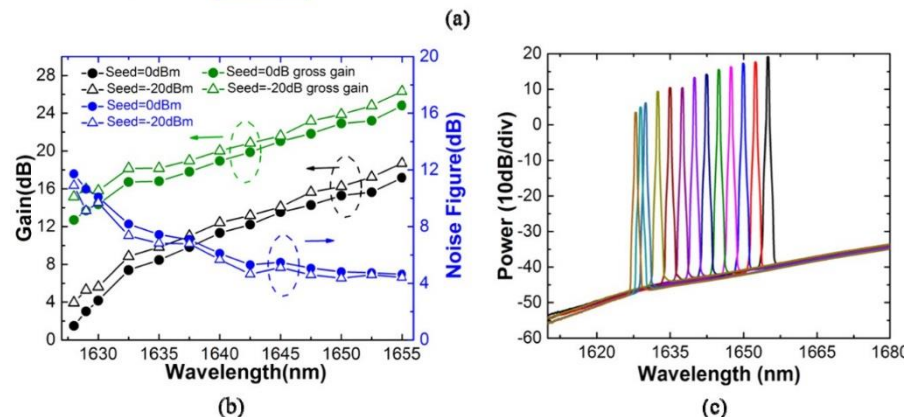 (a)
28
24
20
16
12
8
4
0
Gain(dB)
Seed=0dBm
Seed=-20dBm
Seed=0dBm
Seed=-20dBm
Seed=0dB gross gain
Seed=-20dB gross gain
20
16
12
8
4
0
Noise Figure(dB)
1630 1635 1640 1645 1650 1655
Wavelength(nm)
(b)
20
10
0
-10
-20
-30
-40
-50
-60
Power (10dB/div)
1620 1635 1650 1665 1680
Wavelength (nm)
(c)